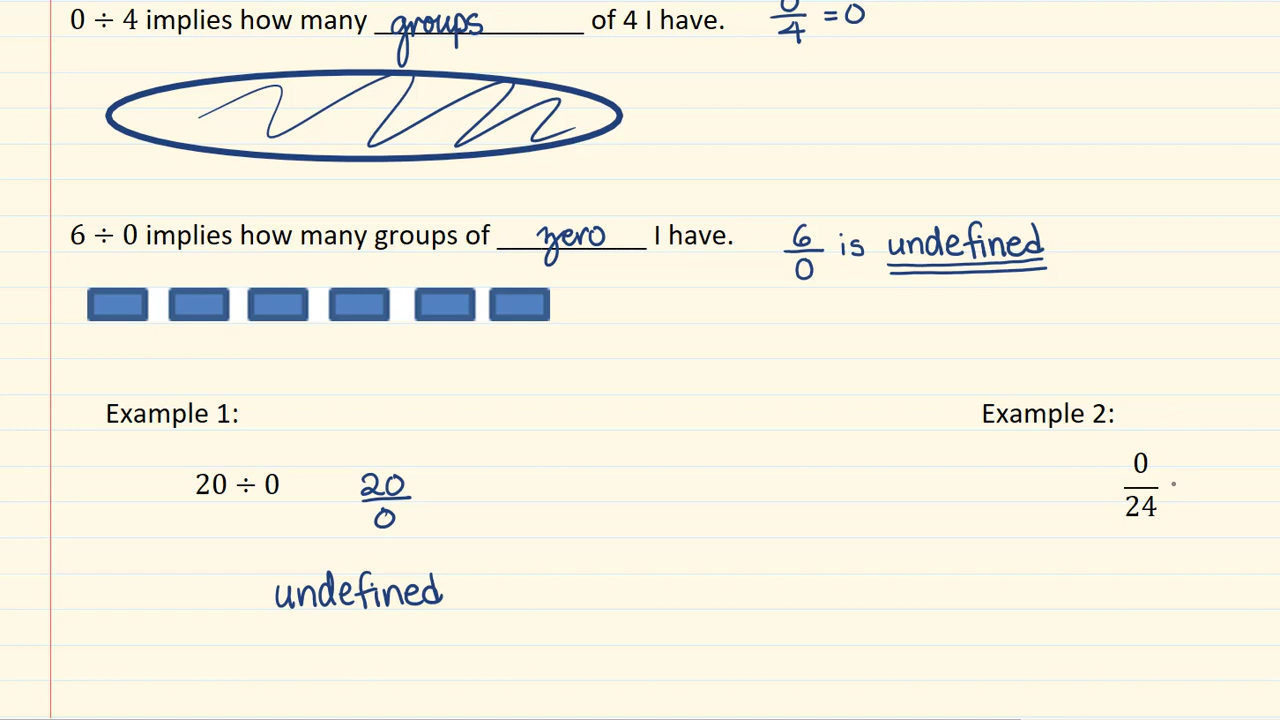 0 ÷ 4 implies how many groups of 4 I have. 0/4 = 0
6 ÷ 0 implies how many groups of zero I have. 6/0 is undefined
Example 1: Example 2:
20 ÷ 0 20/0 0/24
undefined